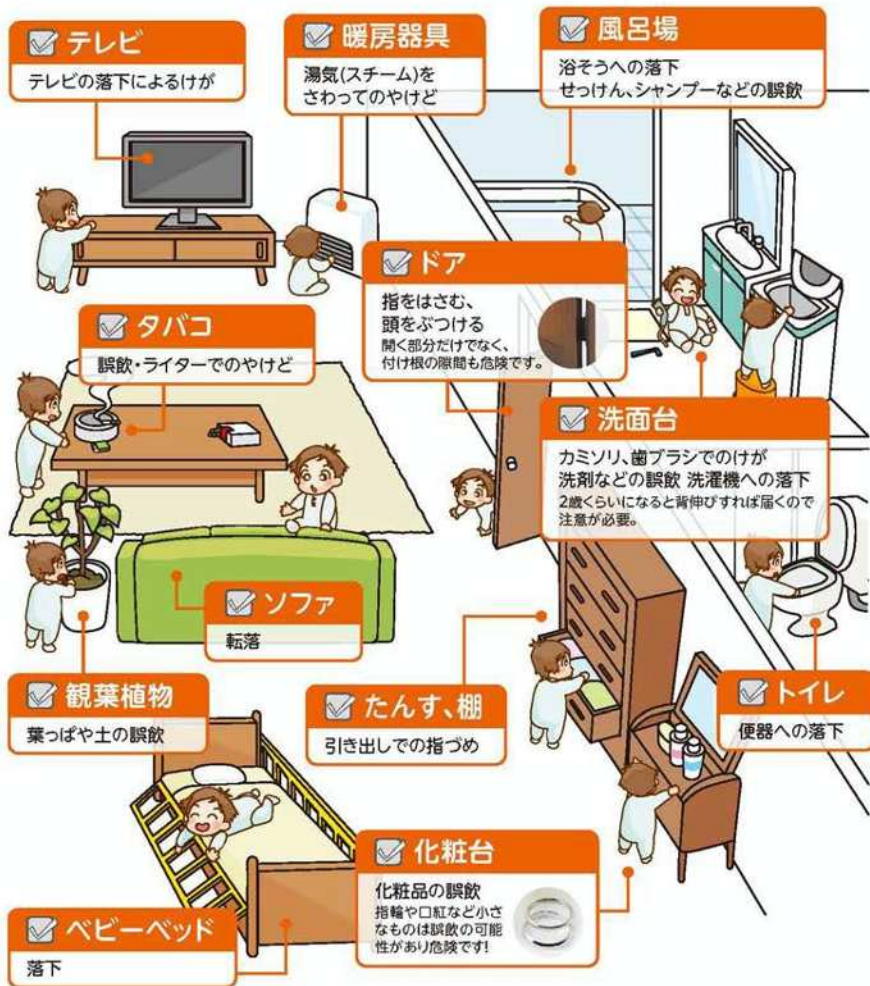 テレビ
テレビの落下によるけが
暖房器具
湯気(スチーム)を
さわってのやけど
風呂場
浴そうへの落下
せっけん、シャンプーなどの誤飲
ドア
指をはさむ、
頭をぶつける
開く部分だけでなく、
付け根の隙間も危険です。
タバコ
誤飲・ライターでのやけど
洗面台
カミソリ、歯ブラシでのけが
洗剤などの誤飲 洗濯機への落下
2歳くらいになると背伸びすれば届くので
注意が必要。
ソファ
転落
観葉植物
葉っぱや土の誤飲
たんす、棚
引き出しでの指づめ
トイレ
便器への落下
化粧台
化粧品の誤飲
指輪や口紅など小さ
なものは誤飲の可能
性があり危険です!
ベビーベッド
落下